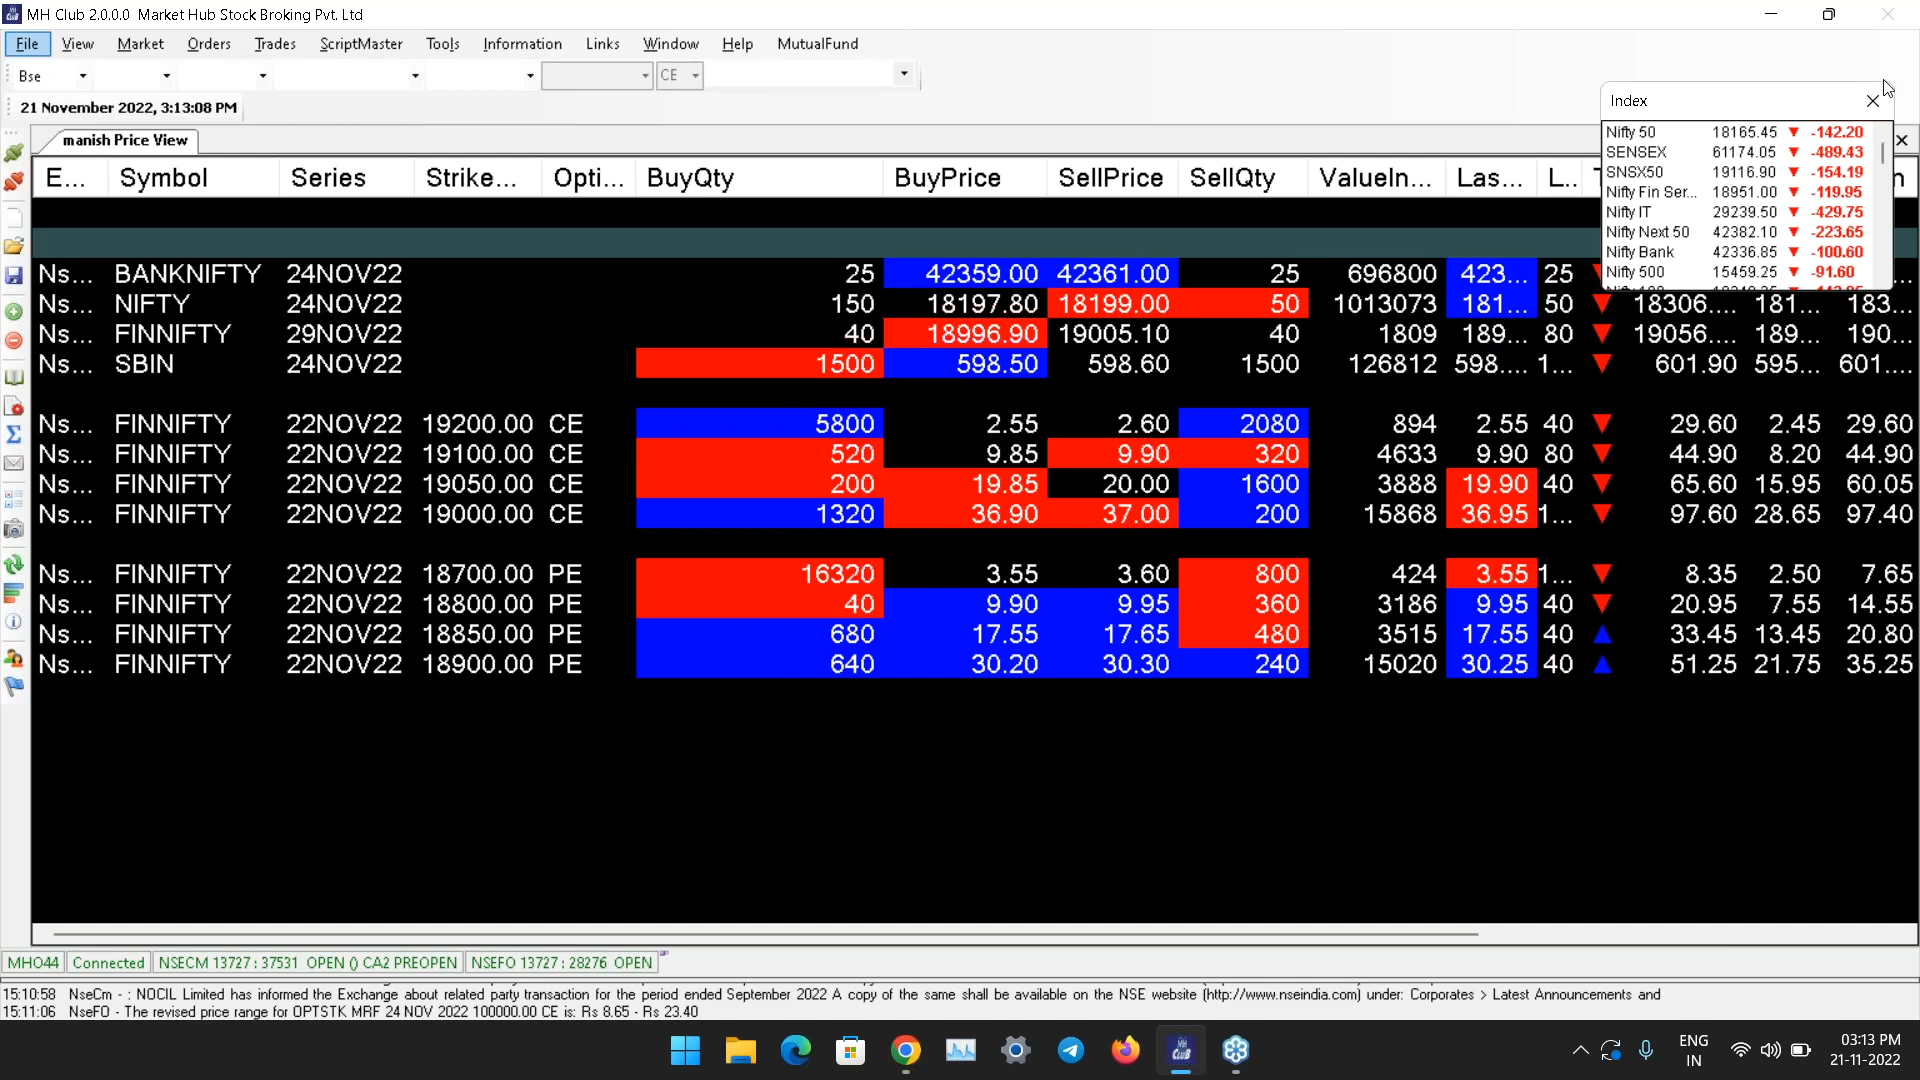 MH Club 2.0.0.0 Market Hub Stock Broking Pvt. Ltd
File View Market Orders Trades ScriptMaster Tools Information Links Window Help MutualFund
Bse CE
21 November 2022, 3:13:08 PM
manish Price View
Index
Nifty 50 18165.45 ▼ -142.20
SENSEX 61174.05 ▼ -489.43
SNSX50 19116.90 ▼ -154.19
Nifty Fin Ser... 18951.00 ▼ -119.95
Nifty IT 29239.50 ▼ -429.75
Nifty Next 50 42382.10 ▼ -223.65
Nifty Bank 42336.85 ▼ -100.60
Nifty 500 15459.25 ▼ -91.60
E... Symbol Series Strike... Opti... BuyQty BuyPrice SellPrice SellQty ValueIn... Las... L..
Ns... BANKNIFTY 24NOV22 25 42359.00 42361.00 25 696800 423... 25
Ns... NIFTY 24NOV22 150 18197.80 18199.00 50 1013073 181... 50 ▼ 18306.... 181... 183...
Ns... FINNIFTY 29NOV22 40 18996.90 19005.10 40 1809 189... 80 ▼ 19056.... 189... 190...
Ns... SBIN 24NOV22 1500 598.50 598.60 1500 126812 598.... 1... ▼ 601.90 595... 601....
Ns... FINNIFTY 22NOV22 19200.00 CE 5800 2.55 2.60 2080 894 2.55 40 ▼ 29.60 2.45 29.60
Ns... FINNIFTY 22NOV22 19100.00 CE 520 9.85 9.90 320 4633 9.90 80 ▼ 44.90 8.20 44.90
Ns... FINNIFTY 22NOV22 19050.00 CE 200 19.85 20.00 1600 3888 19.90 40 ▼ 65.60 15.95 60.05
Ns... FINNIFTY 22NOV22 19000.00 CE 1320 36.90 37.00 200 15868 36.95 1... ▼ 97.60 28.65 97.40
Ns... FINNIFTY 22NOV22 18700.00 PE 16320 3.55 3.60 800 424 3.55 1... ▼ 8.35 2.50 7.65
Ns... FINNIFTY 22NOV22 18800.00 PE 40 9.90 9.95 360 3186 9.95 40 ▼ 20.95 7.55 14.55
Ns... FINNIFTY 22NOV22 18850.00 PE 680 17.55 17.65 480 3515 17.55 40 ▲ 33.45 13.45 20.80
Ns... FINNIFTY 22NOV22 18900.00 PE 640 30.20 30.30 240 15020 30.25 40 ▲ 51.25 21.75 35.25
MHO44 Connected NSECM 13727 : 37531 OPEN () CA2 PREOPEN NSEFO 13727 : 28276 OPEN
15:10:58 NseCm - : NOCIL Limited has informed the Exchange about related party transaction for the period ended September 2022 A copy of the same shall be available on the NSE website (http://www.nseindia.com) under: Corporates > Latest Announcements and
15:11:06 NseFO - The revised price range for OPTSTK MRF 24 NOV 2022 100000.00 CE is: Rs 8.65 - Rs 23.40
ENG
IN
03:13 PM
21-11-2022